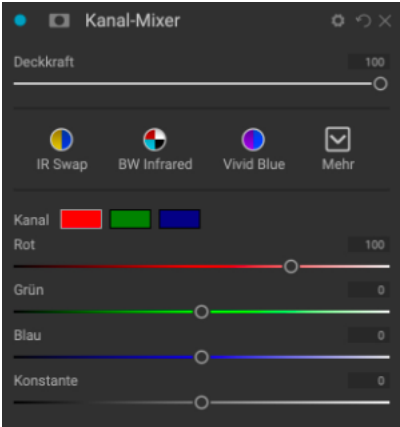 Kanal-Mixer
Deckkraft 100
IR Swap BW Infrared Vivid Blue Mehr
Kanal
Rot 100
Grün 0
Blau 0
Konstante 0